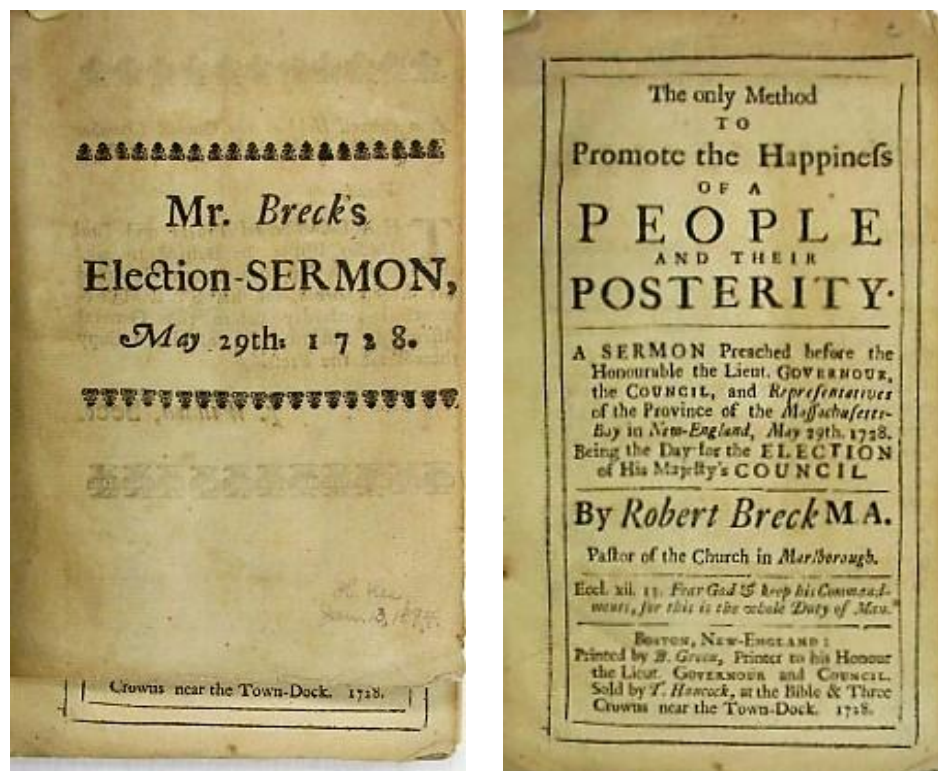 Mr. Breck's
Election-SERMON,
May 29th: 1728.
Crowns near the Town-Dock. 1728.
The only Method
TO
Promote the Happineſs
OF A
PEOPLE
AND THEIR
POSTERITY.
A SERMON Preached before the
Honourable the Lieut. GOVERNOUR,
the COUNCIL, and Repreſentatives
of the Province of the Maſſachuſetts-
Bay in New-England, May 29th. 1728.
Being the Day for the ELECTION
of His Majeſty's COUNCIL
By Robert Breck M A.
Paſtor of the Church in Marlborough.
Eccl. xii. 13. Fear God & keep his Command-
ments, for this is the whole Duty of Man.
BOSTON, NEW-ENGLAND:
Printed by B. Green, Printer to his Honour
the Lieut. GOVERNOUR and COUNCIL.
Sold by T. Hancock, at the Bible & Three
Crowns near the Town-Dock. 1728.